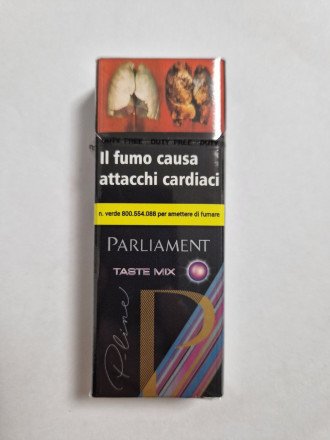 DUTY FREE DUTY FREE DUTY
Il fumo causa
attacchi cardiaci
n. verde 800.554.088 per smettere di fumare
PARLIAMENT
TASTE MIX
P-line
P